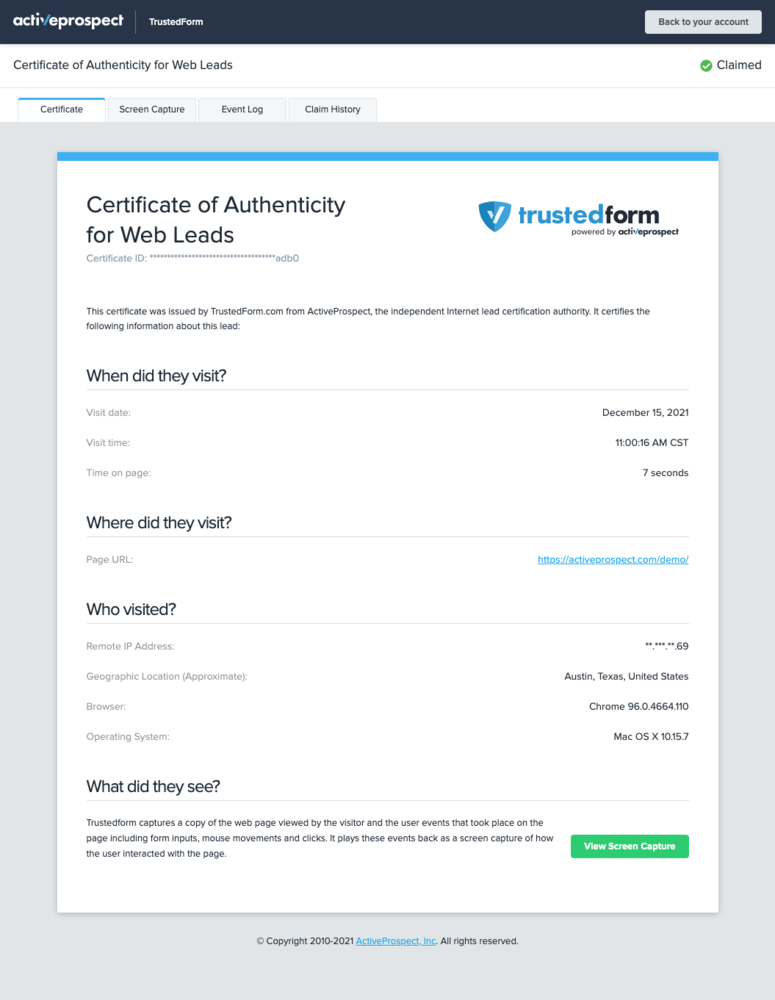 activeprospect TrustedForm Back to your account
Certificate of Authenticity for Web Leads Claimed
Certificate Screen Capture Event Log Claim History
Certificate of Authenticity
for Web Leads
trustedform
powered by activeprospect
Certificate ID: ************************************adb0
This certificate was issued by TrustedForm.com from ActiveProspect, the independent Internet lead certification authority. It certifies the
following information about this lead:
When did they visit?
Visit date: December 15, 2021
Visit time: 11:00:16 AM CST
Time on page: 7 seconds
Where did they visit?
Page URL: https://activeprospect.com/demo/
Who visited?
Remote IP Address: **.***.**.69
Geographic Location (Approximate): Austin, Texas, United States
Browser: Chrome 96.0.4664.110
Operating System: Mac OS X 10.15.7
What did they see?
Trustedform captures a copy of the web page viewed by the visitor and the user events that took place on the
page including form inputs, mouse movements and clicks. It plays these events back as a screen capture of how
the user interacted with the page.
View Screen Capture
© Copyright 2010-2021 ActiveProspect, Inc. All rights reserved.